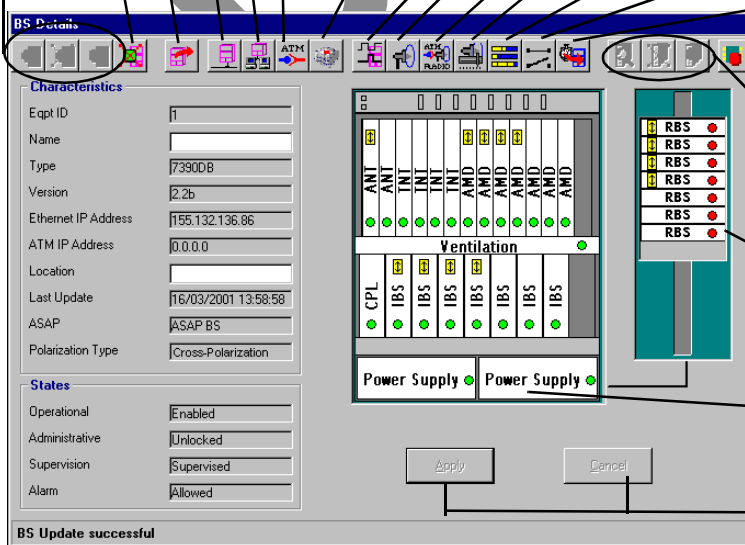 BS Details
ATM
ATM
RADIO
Characteristics
Eqpt ID 1
Name
Type 7390DB
Version 2.2b
Ethernet IP Address 155.132.136.86
ATM IP Address 0.0.0.0
Location
Last Update 16/03/2001 13:58:58
ASAP ASAP BS
Polarization Type Cross-Polarization
States
Operational Enabled
Administrative Unlocked
Supervision Supervised
Alarm Allowed
ANT ANT TNT TNT TNT TNT AMD AMD AMD AMD AMD AMD AMD
Ventilation
CPL IBS IBS IBS IBS IBS IBS IBS
Power Supply Power Supply
RBS
RBS
RBS
RBS
RBS
RBS
RBS
Apply Cancel
BS Update successful